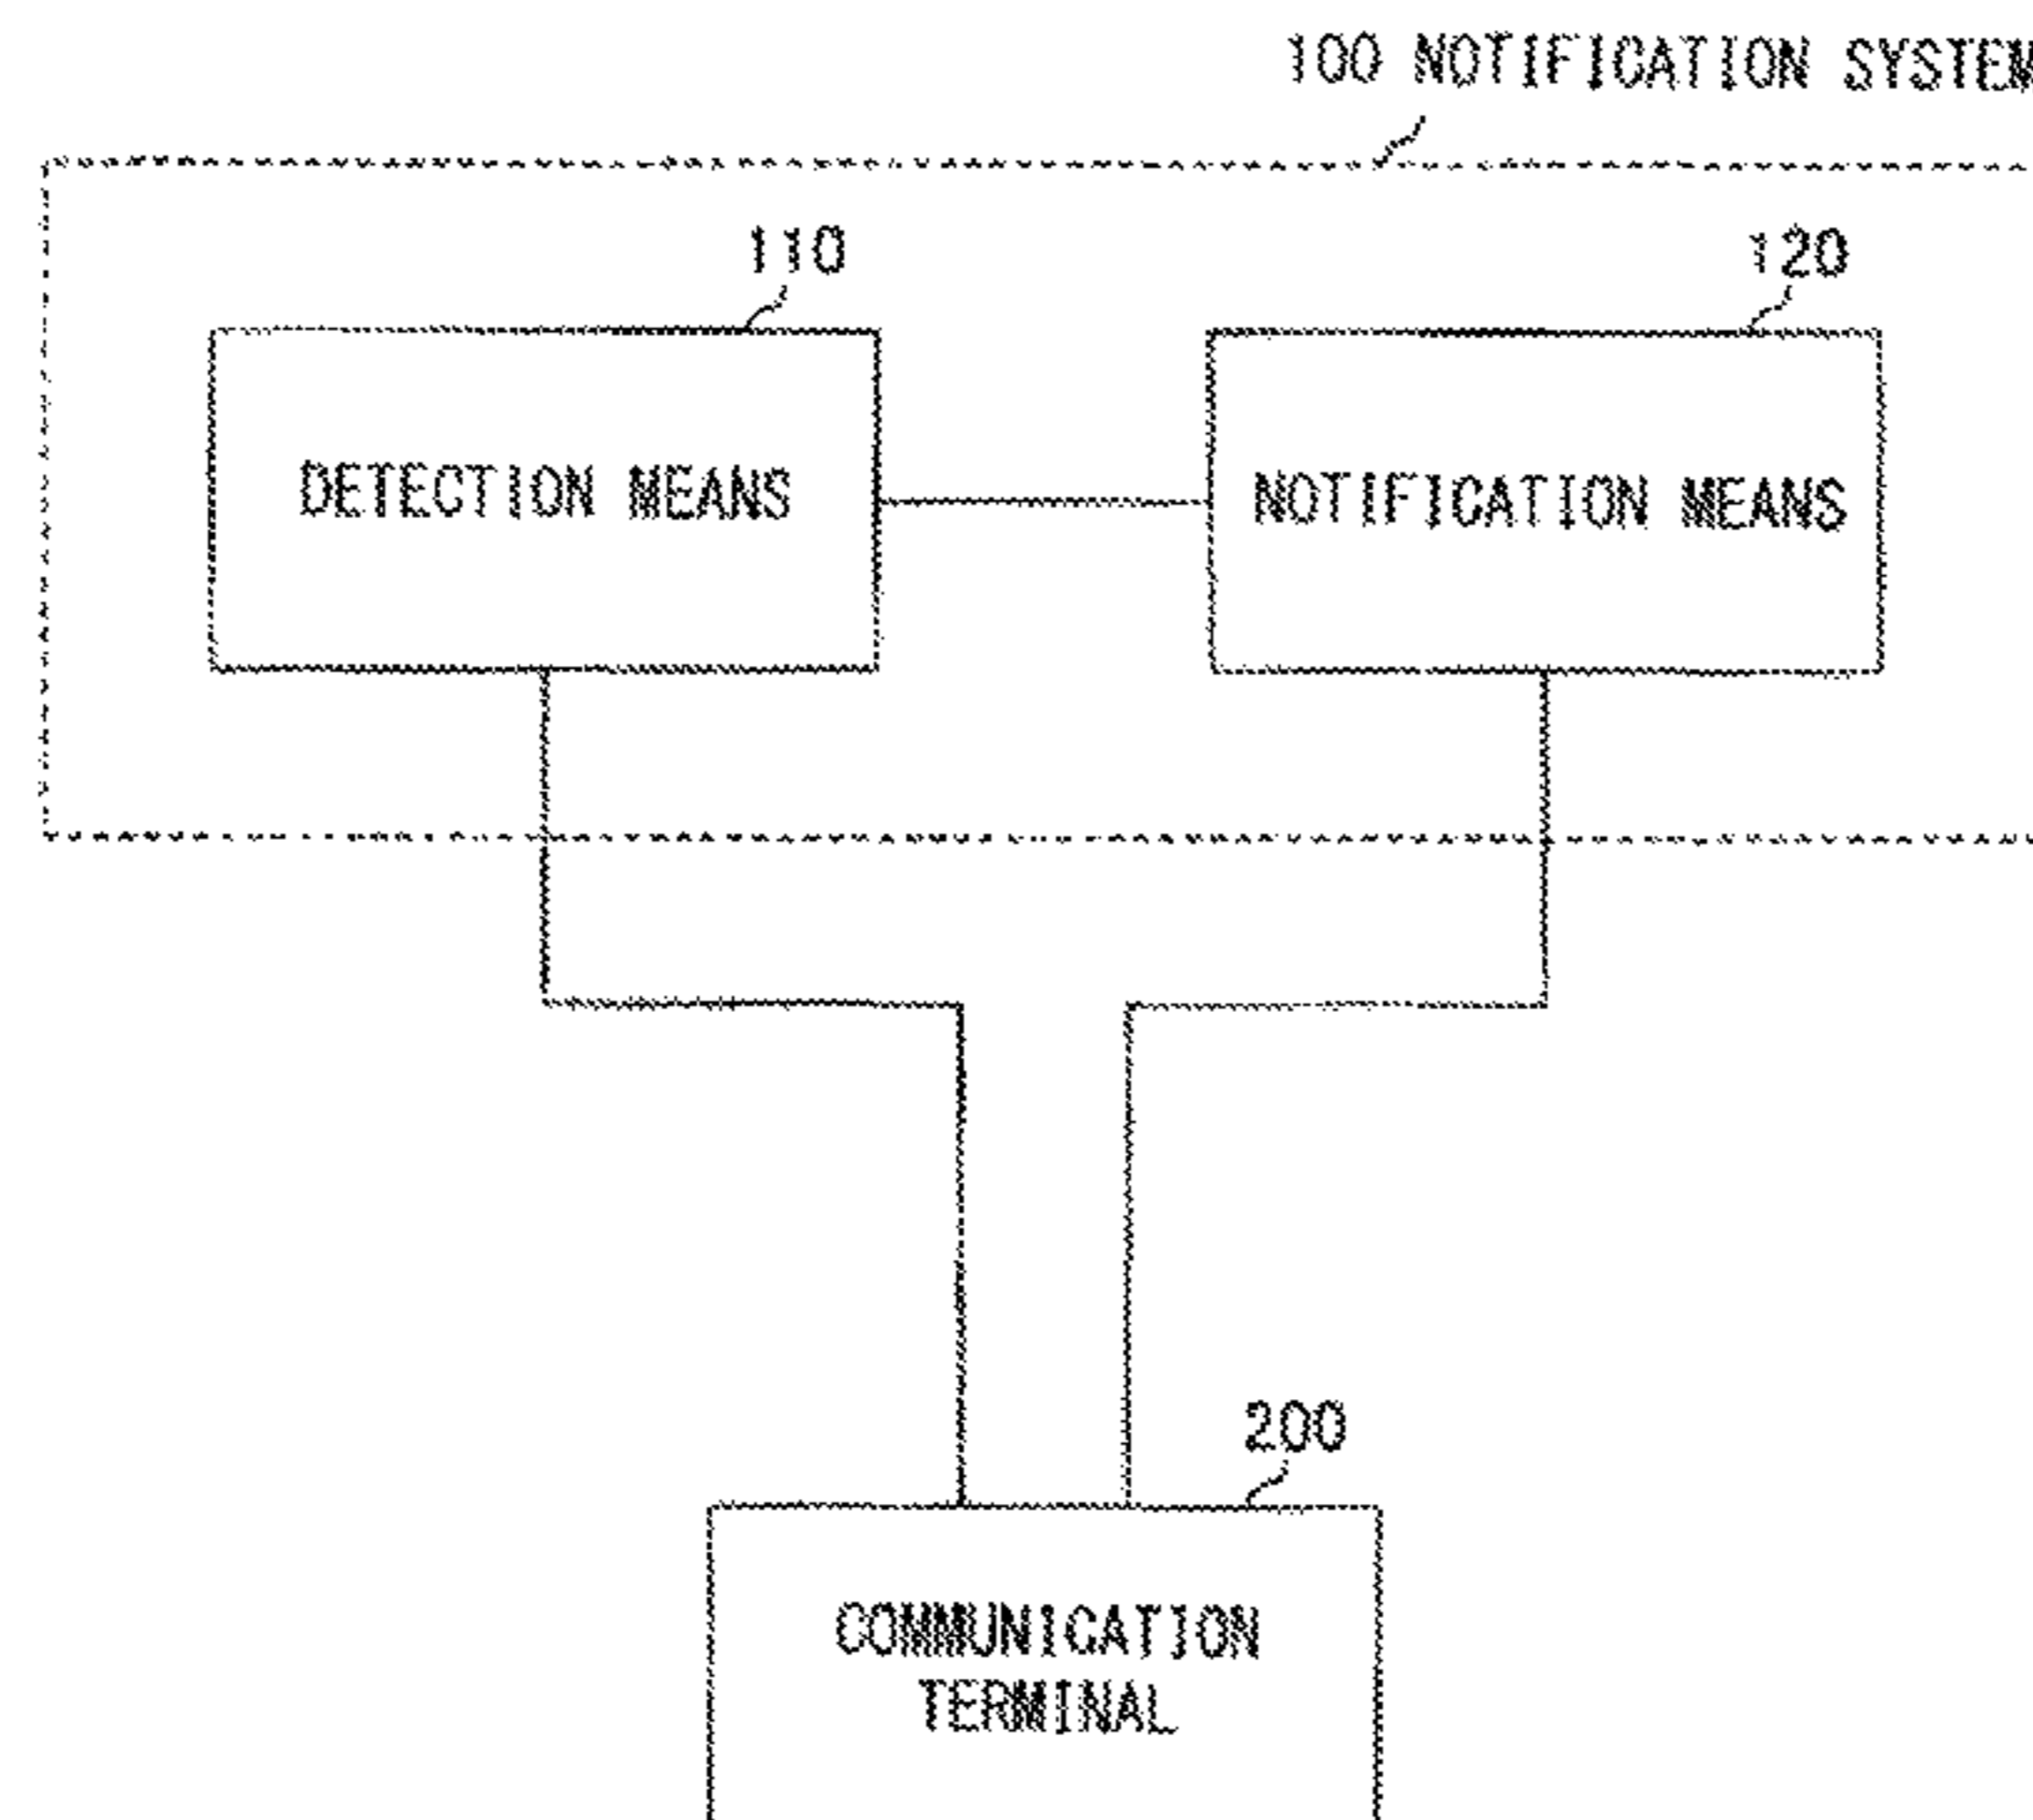 100 NOTIFICATION SYSTEM
110
120
DETECTION MEANS
NOTIFICATION MEANS
200
COMMUNICATION
TERMINAL